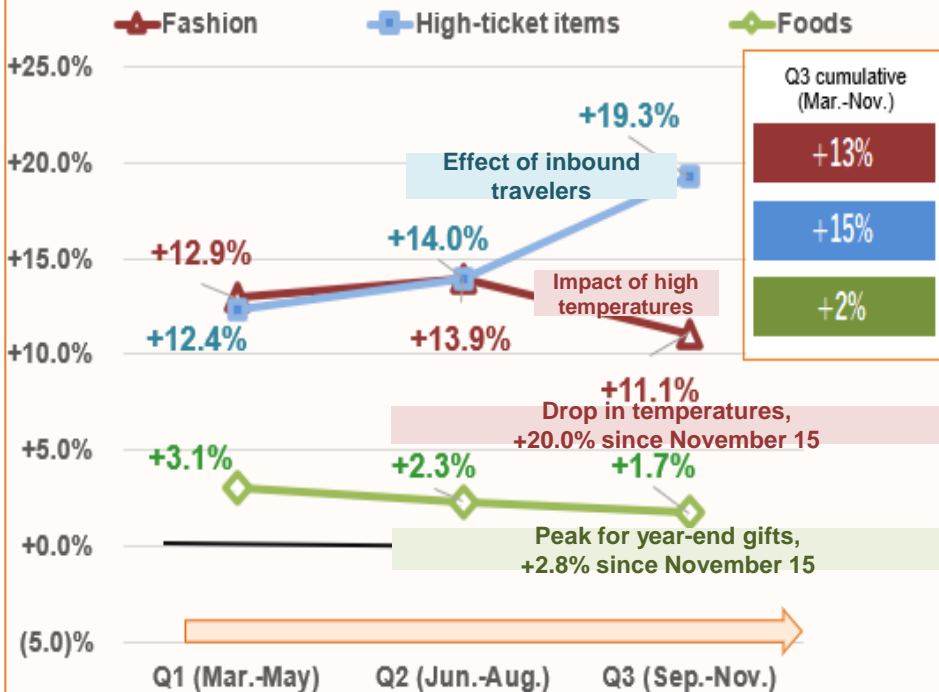 Fashion High-ticket items Foods
+25.0%
Q3 cumulative
(Mar.-Nov.)
+19.3%
+13%
+20.0%
Effect of inbound
travelers
+15%
+12.9%
+14.0%
+15.0%
Impact of high
temperatures
+2%
+12.4%
+13.9%
+10.0%
+11.1%
Drop in temperatures,
+20.0% since November 15
+5.0%
+3.1%
+2.3%
+1.7%
+0.0%
Peak for year-end gifts,
+2.8% since November 15
(5.0)%
Q1 (Mar.-May) Q2 (Jun.-Aug.) Q3 (Sep.-Nov.)